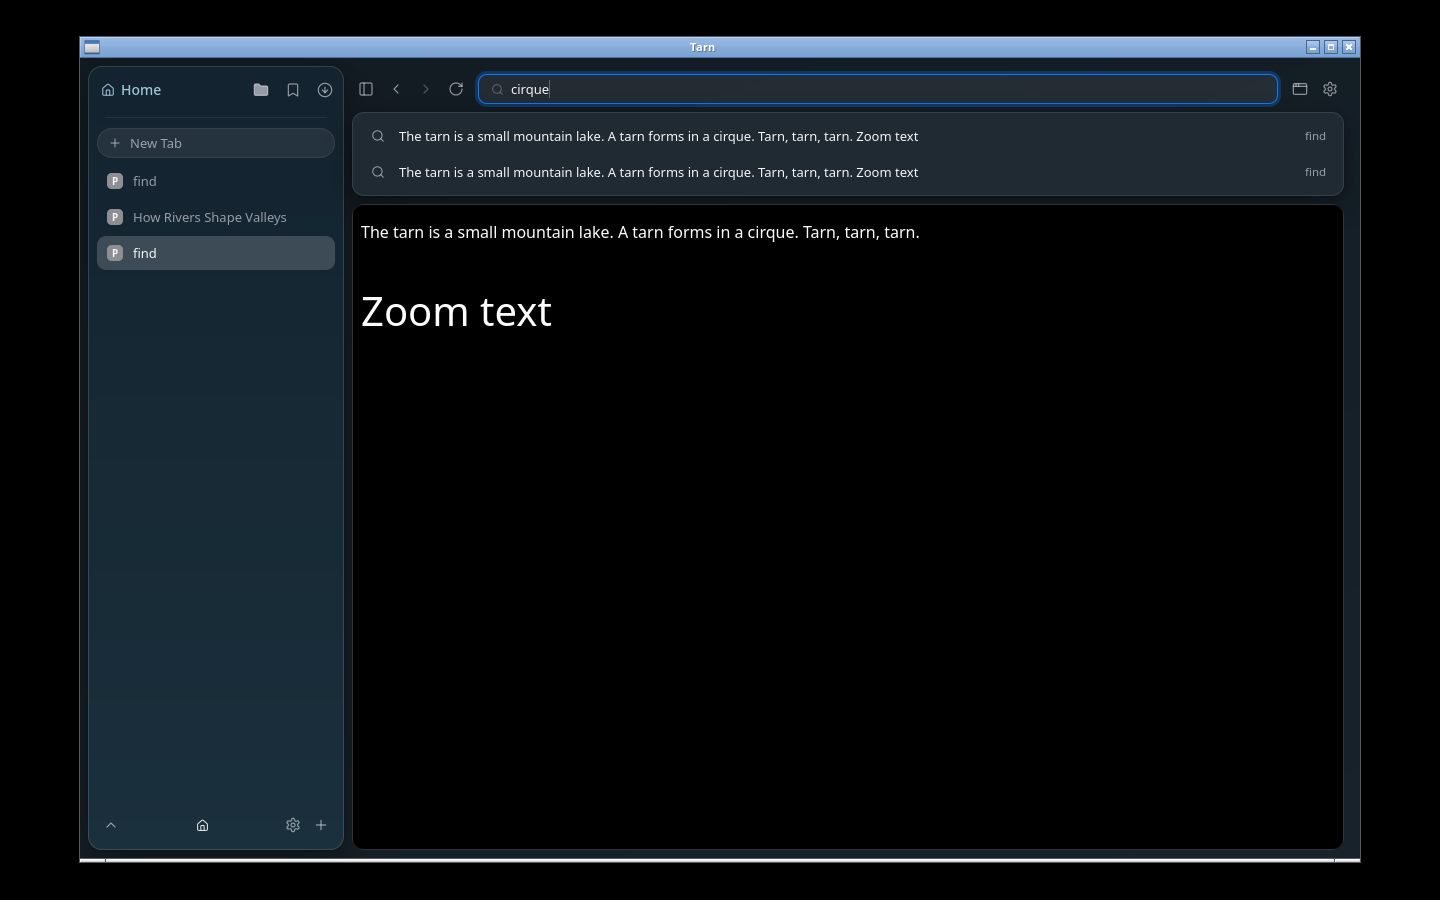 Tarn
Home
cirque
New Tab
The tarn is a small mountain lake. A tarn forms in a cirque. Tarn, tarn, tarn. Zoom text find
The tarn is a small mountain lake. A tarn forms in a cirque. Tarn, tarn, tarn. Zoom text find
P find
P How Rivers Shape Valleys
P find
The tarn is a small mountain lake. A tarn forms in a cirque. Tarn, tarn, tarn.
Zoom text